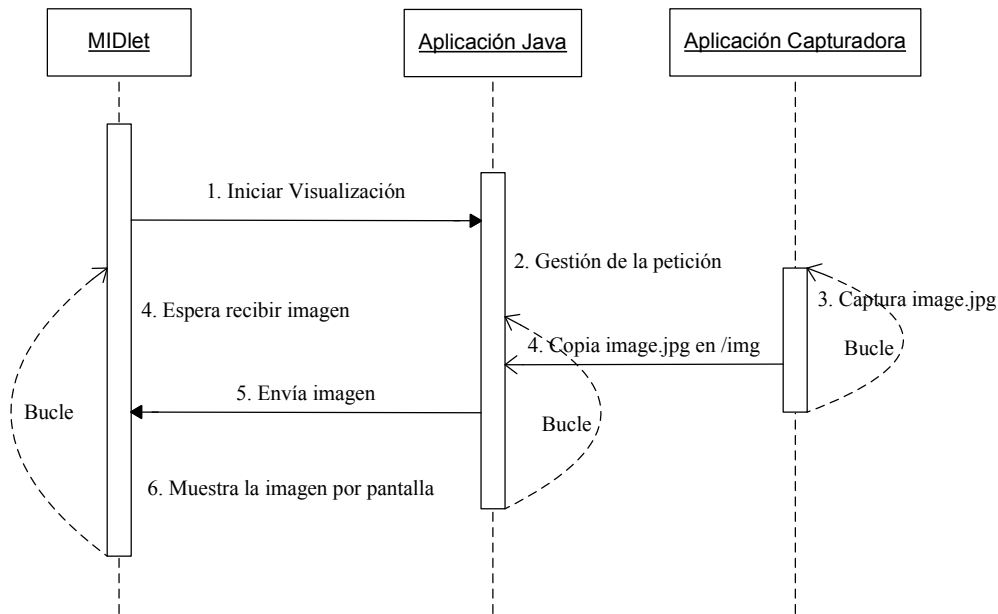 MIDlet
Aplicación Java
Aplicación Capturadora
1. Iniciar Visualización
2. Gestión de la petición
3. Captura image.jpg
4. Espera recibir imagen
4. Copia image.jpg en /img
Bucle
5. Envía imagen
Bucle
Bucle
6. Muestra la imagen por pantalla